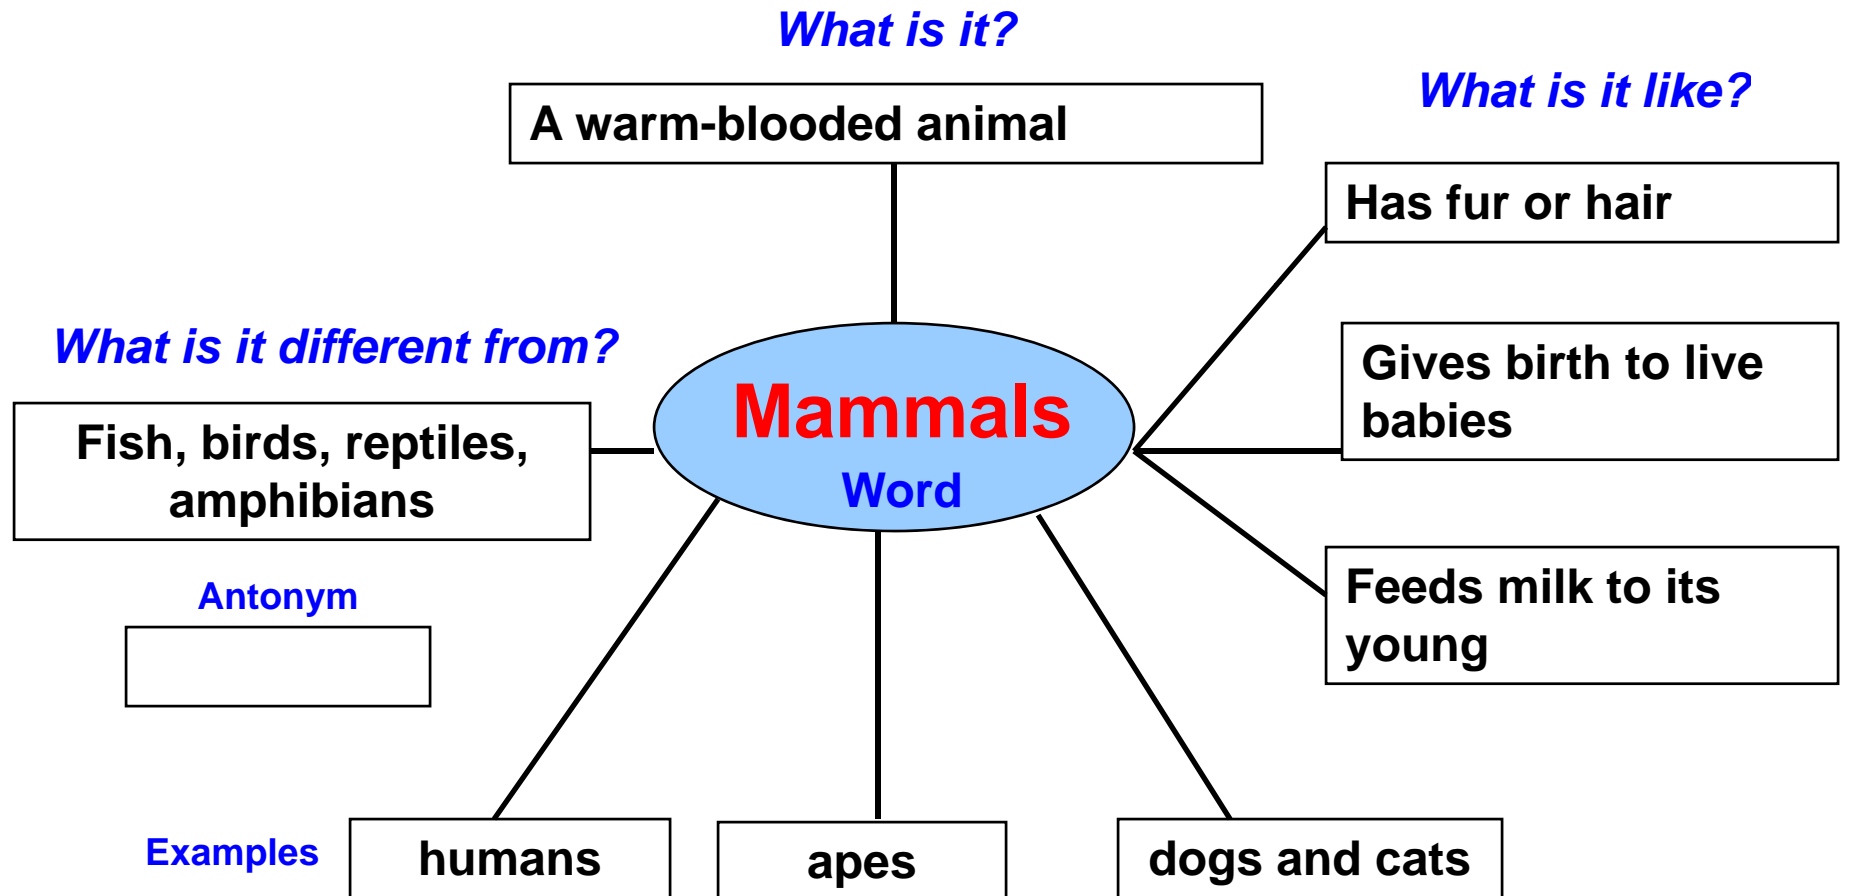 What is it?
A warm-blooded animal
What is it like?
Has fur or hair
Gives birth to live
babies
Feeds milk to its
young
What is it different from?
Fish, birds, reptiles,
amphibians
Mammals
Word
Antonym
Examples
humans
apes
dogs and cats